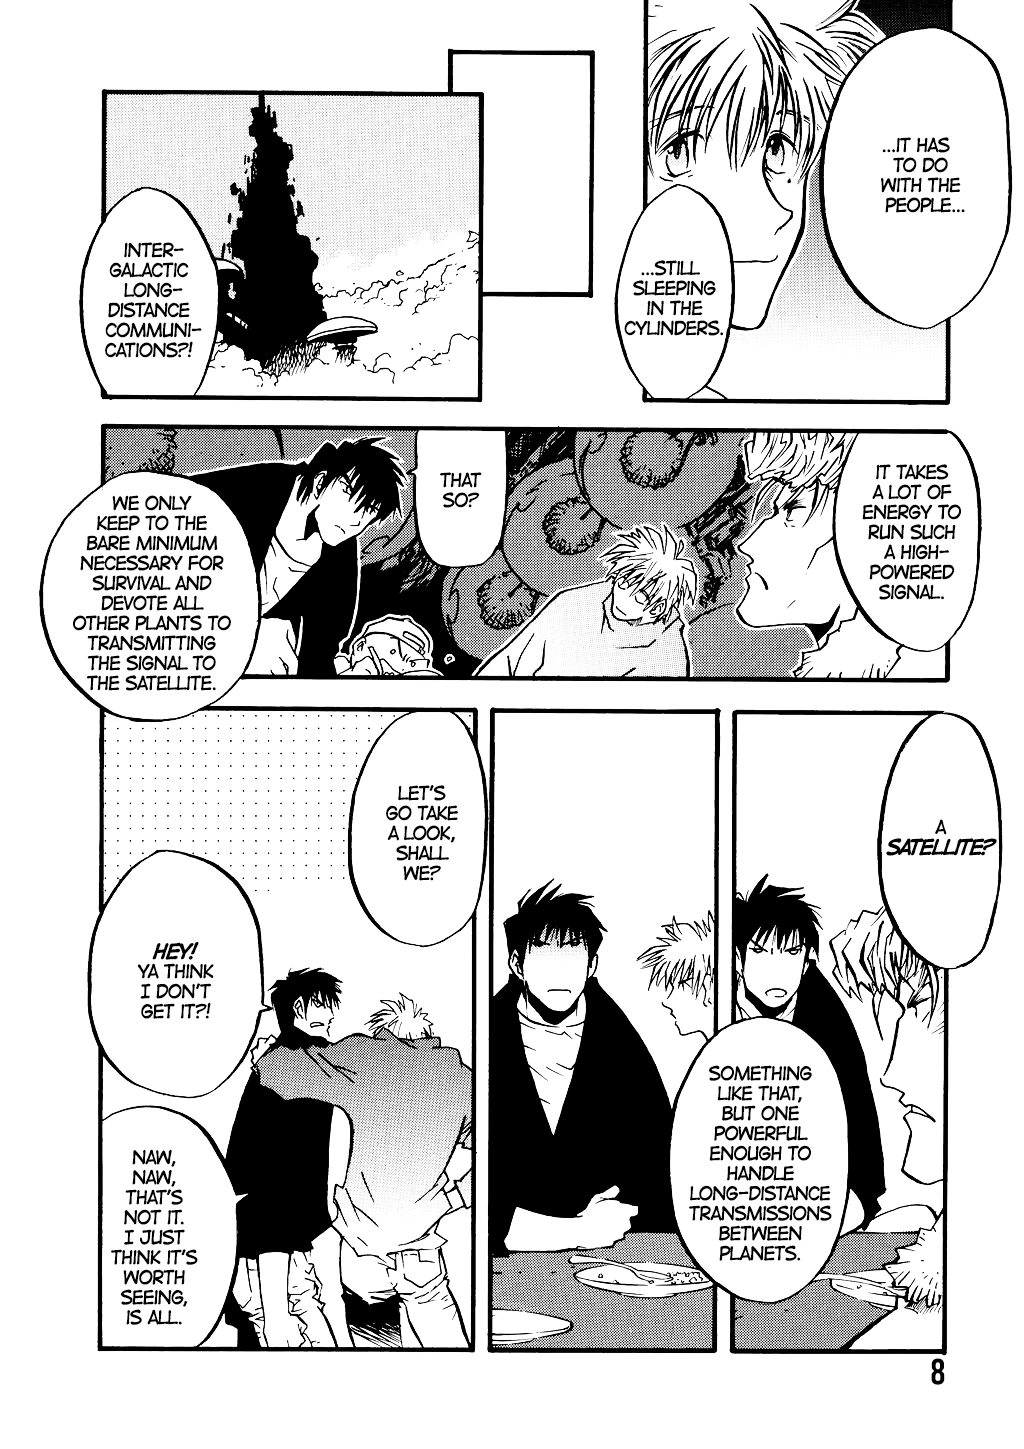 ...IT HAS
TO DO
WITH THE
PEOPLE...
...STILL
SLEEPING
IN THE
CYLINDERS.
INTER-
GALACTIC
LONG-
DISTANCE
COMMUNI-
CATIONS?!
IT TAKES
A LOT OF
ENERGY TO
RUN SUCH
A HIGH-
POWERED
SIGNAL.
THAT
SO?
WE ONLY
KEEP TO THE
BARE MINIMUM
NECESSARY FOR
SURVIVAL AND
DEVOTE ALL
OTHER PLANTS TO
TRANSMITTING
THE SIGNAL TO
THE SATELLITE.
A
SATELLITE?
SOMETHING
LIKE THAT,
BUT ONE
POWERFUL
ENOUGH TO
HANDLE
LONG-DISTANCE
TRANSMISSIONS
BETWEEN
PLANETS.
LET'S
GO TAKE
A LOOK,
SHALL
WE?
HEY!
YA THINK
I DON'T
GET IT?!
NAW,
NAW,
THAT'S
NOT IT.
I JUST
THINK IT'S
WORTH
SEEING,
IS ALL.
8